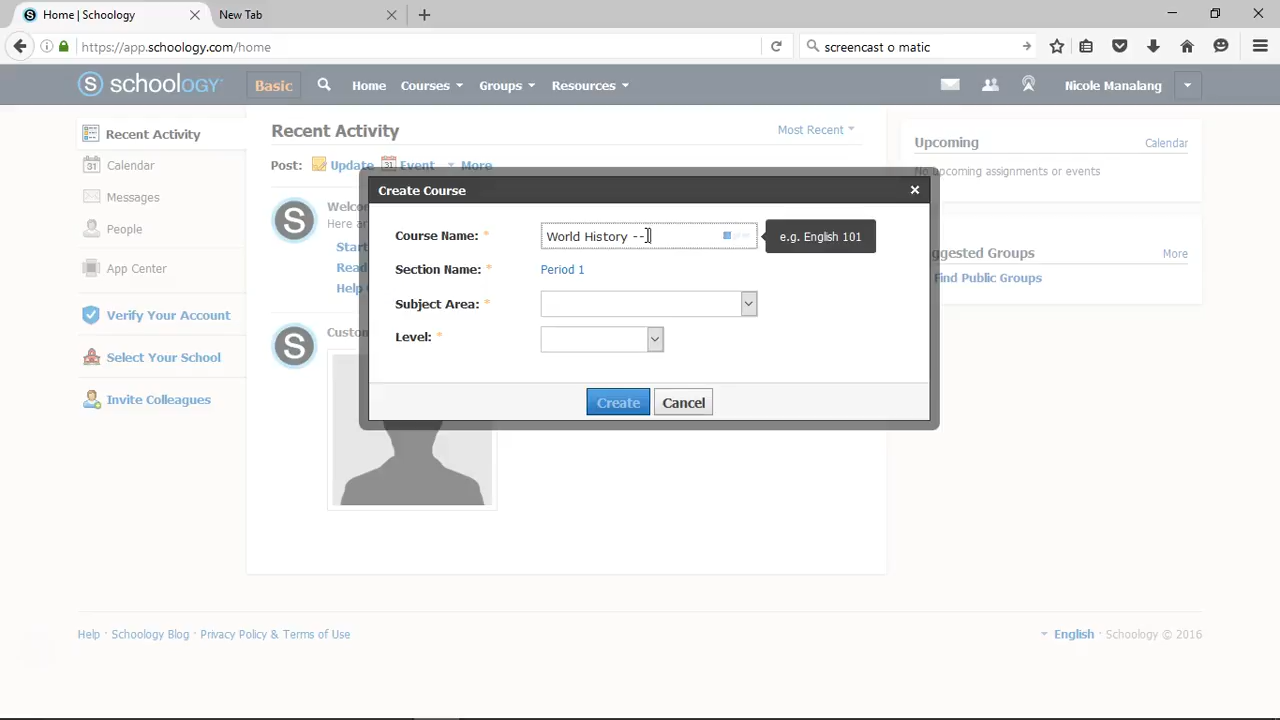 Home | Schoology
New Tab
https://app.schoology.com/home
screencast o matic
S schoology
Basic
Home
Courses
Groups
Resources
Nicole Manalang
Recent Activity
Calendar
Messages
People
App Center
Verify Your Account
Select Your School
Invite Colleagues
Recent Activity
Most Recent
Post: Update Event More
Create Course
Course Name: *
World History --
e.g. English 101
Section Name: *
Period 1
Subject Area: *
Level: *
Create
Cancel
Upcoming
Calendar
upcoming assignments or events
Groups
More
Find Public Groups
Help · Schoology Blog · Privacy Policy & Terms of Use
English · Schoology © 2016